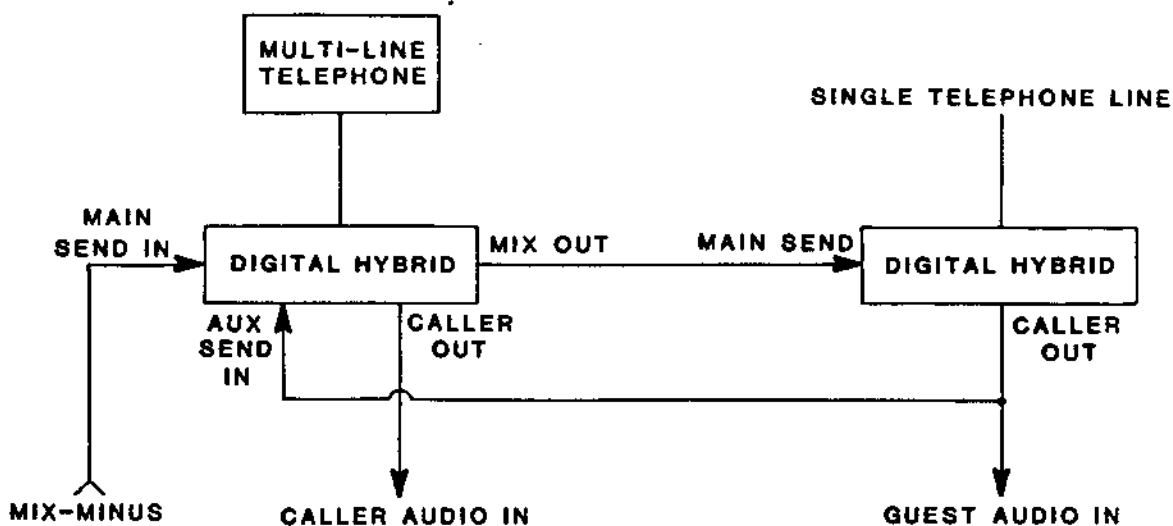 MULTI-LINE
TELEPHONE
SINGLE TELEPHONE LINE
MAIN
SEND IN
DIGITAL HYBRID
MIX OUT
MAIN SEND
DIGITAL HYBRID
AUX
SEND
IN
CALLER
OUT
CALLER
OUT
MIX-MINUS
CALLER AUDIO IN
GUEST AUDIO IN